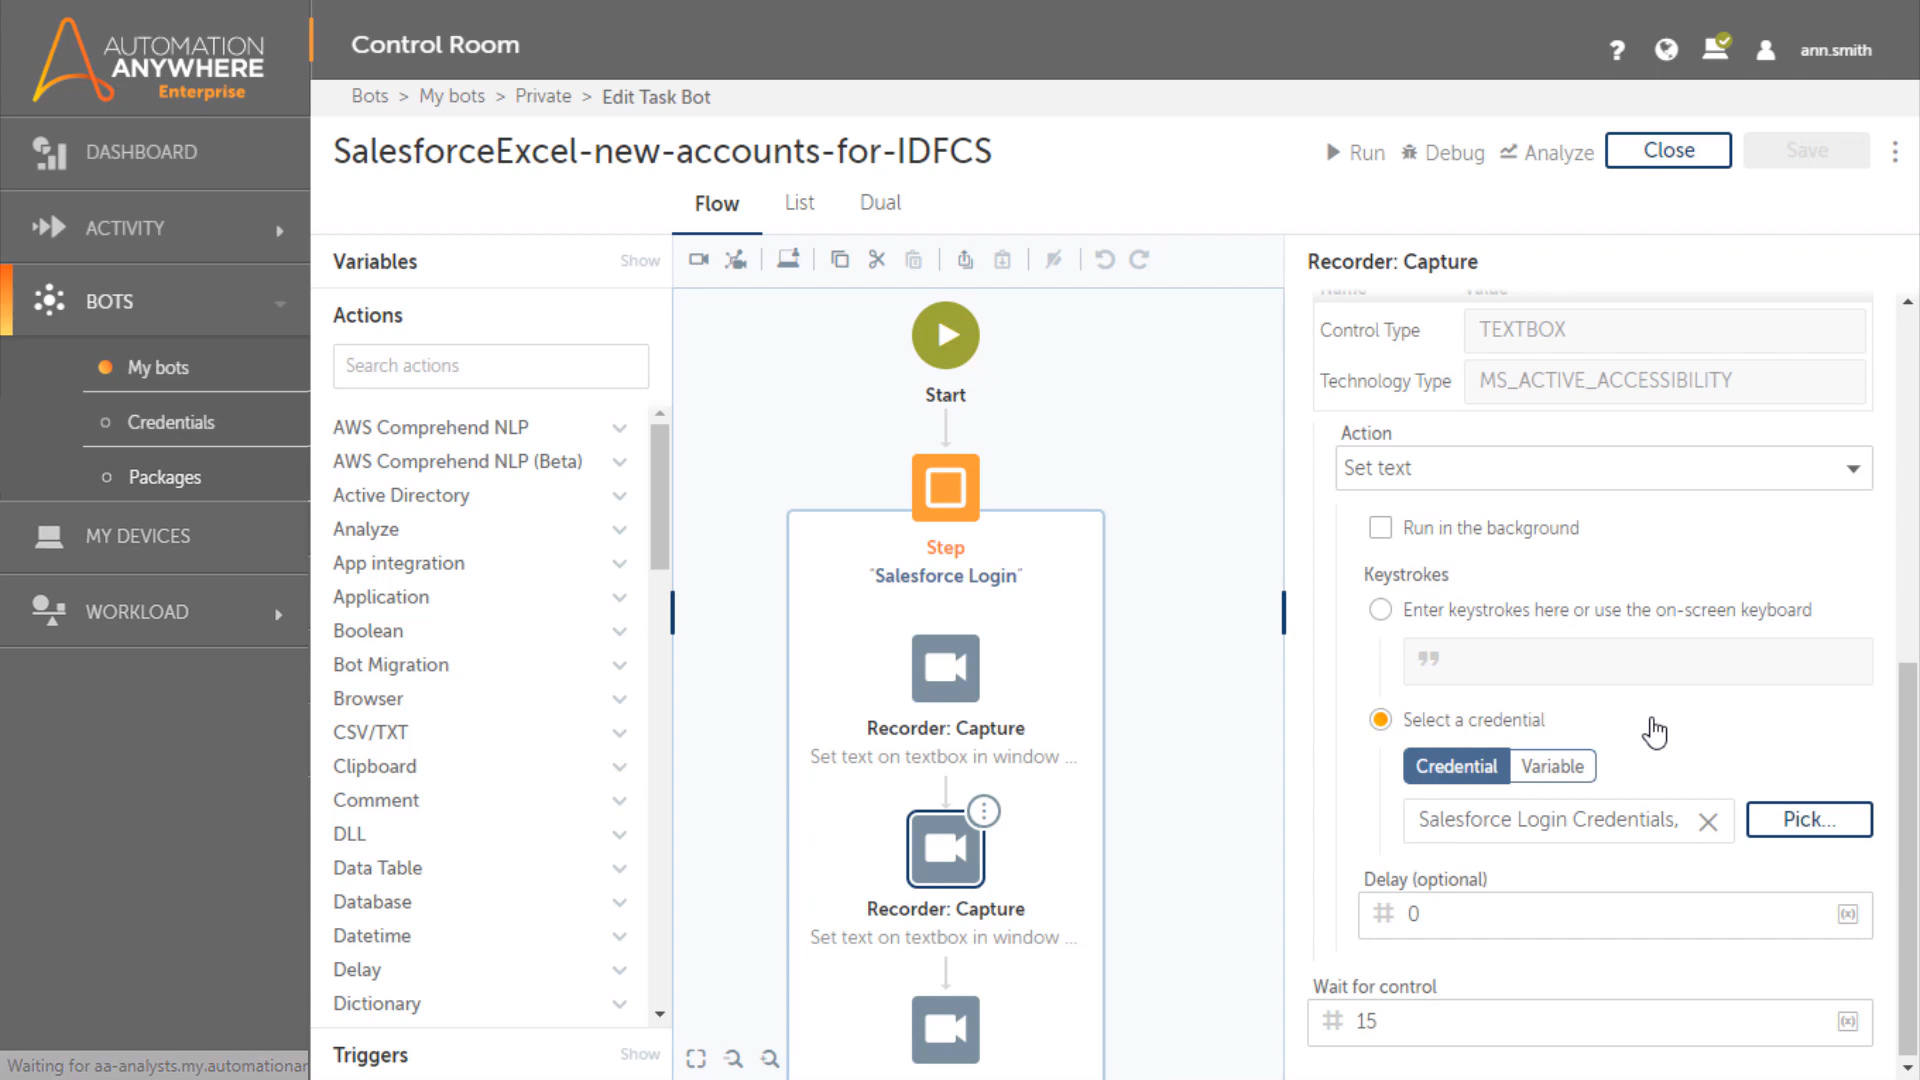 AUTOMATION
ANYWHERE
Enterprise
Control Room
ann.smith
Bots > My bots > Private > Edit Task Bot
SalesforceExcel-new-accounts-for-IDFCS
Run
Debug
Analyze
Close
Save
Flow
List
Dual
DASHBOARD
ACTIVITY
BOTS
My bots
Credentials
Packages
MY DEVICES
WORKLOAD
Waiting for aa-analysts.my.automationar
Variables
Show
Actions
Search actions
AWS Comprehend NLP
AWS Comprehend NLP (Beta)
Active Directory
Analyze
App integration
Application
Boolean
Bot Migration
Browser
CSV/TXT
Clipboard
Comment
DLL
Data Table
Database
Datetime
Delay
Dictionary
Triggers
Show
Start
Step
"Salesforce Login"
Recorder: Capture
Set text on textbox in window ...
Recorder: Capture
Set text on textbox in window ...
Recorder: Capture
Name
Value
Control Type
TEXTBOX
Technology Type
MS_ACTIVE_ACCESSIBILITY
Action
Set text
Run in the background
Keystrokes
Enter keystrokes here or use the on-screen keyboard
Select a credential
Credential
Variable
Salesforce Login Credentials,
Pick...
Delay (optional)
# 0
(x)
Wait for control
# 15
(x)